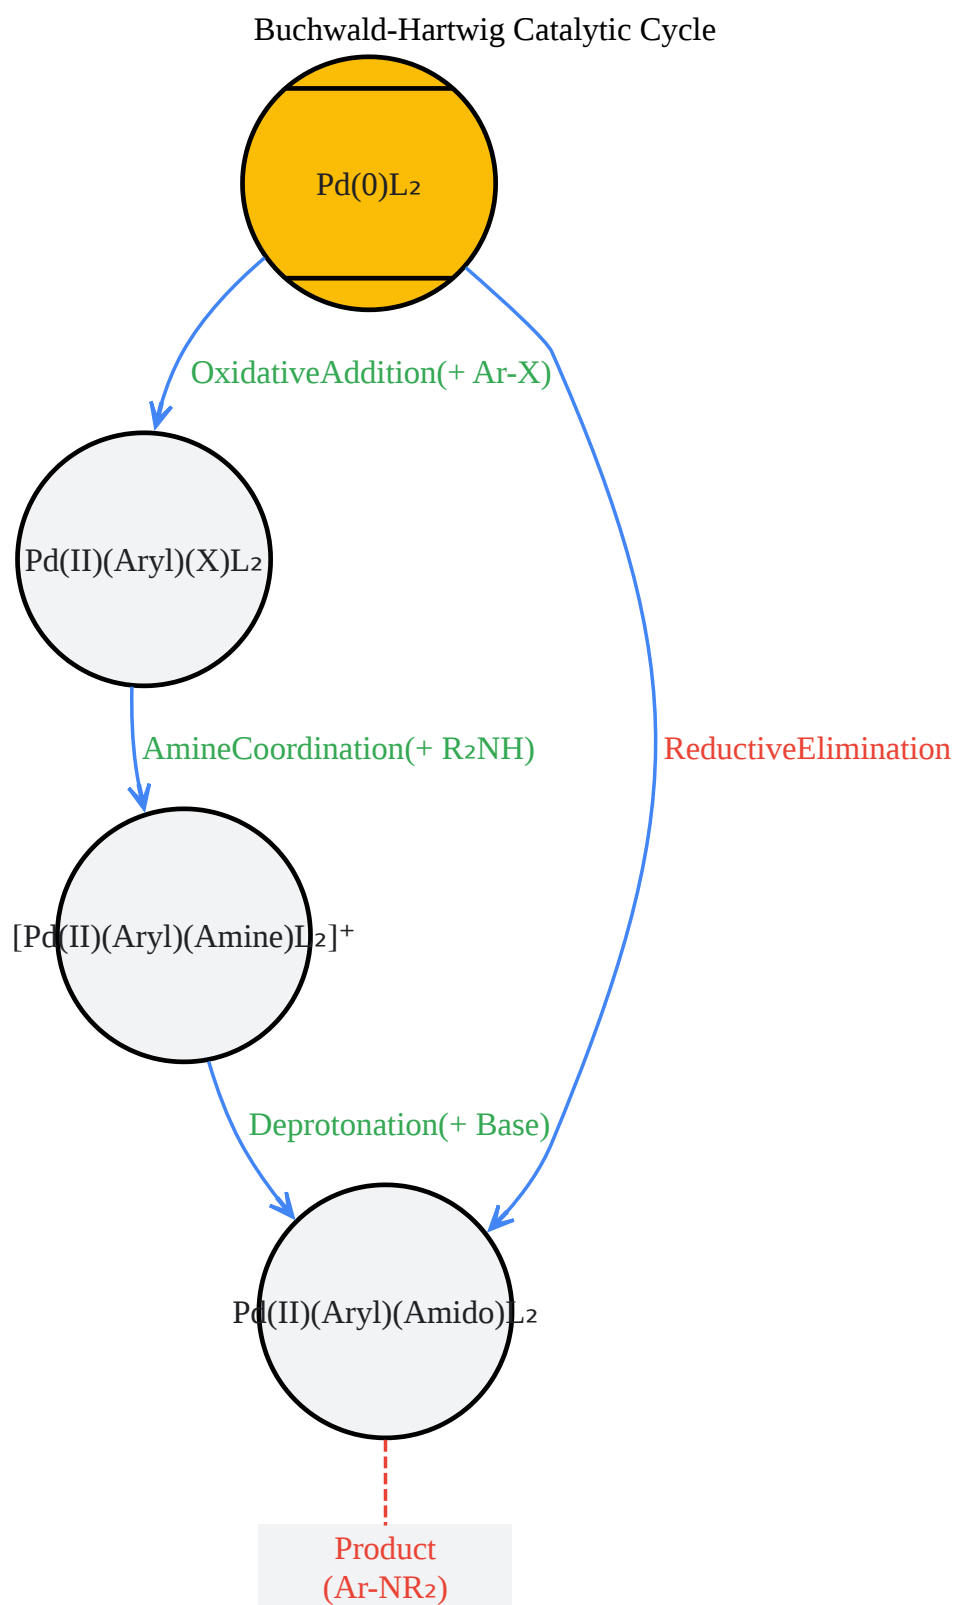 Buchwald-Hartwig Catalytic Cycle
Pd(0)L₂
OxidativeAddition(+ Ar-X)
Pd(II)(Aryl)(X)L₂
AmineCoordination(+ R₂NH)
ReductiveElimination
[Pd(II)(Aryl)(Amine)L₂]⁺
Deprotonation(+ Base)
Pd(II)(Aryl)(Amido)L₂
Product
(Ar-NR₂)